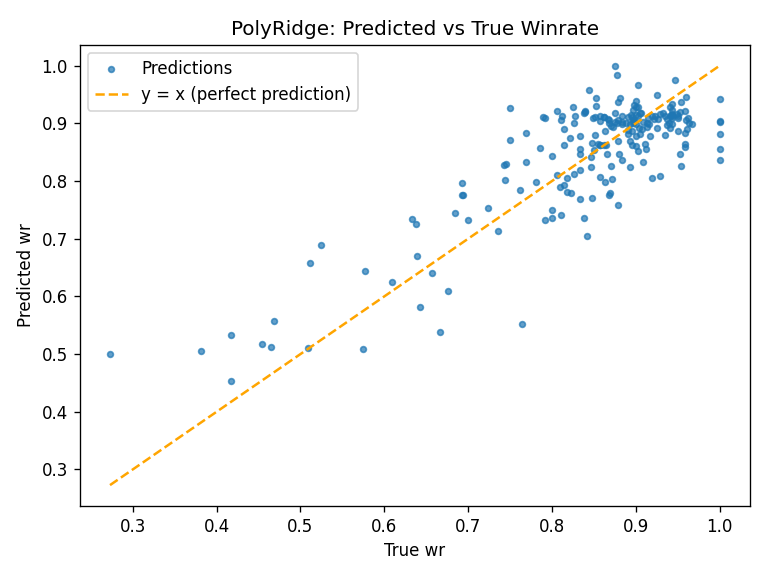 PolyRidge: Predicted vs True Winrate
Predictions
y = x (perfect prediction)
Predicted wr
1.0
0.9
0.8
0.7
0.6
0.5
0.4
0.3
0.3 0.4 0.5 0.6 0.7 0.8 0.9 1.0
True wr